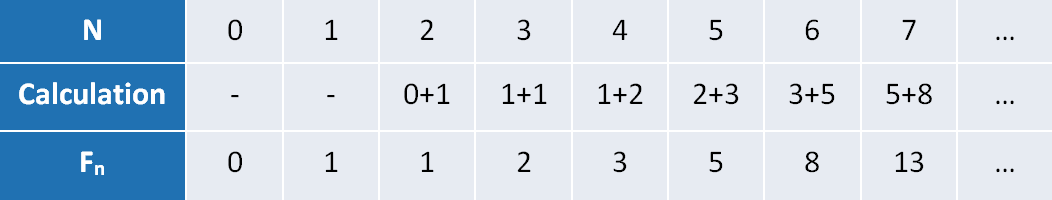 N 0 1 2 3 4 5 6 7 ...
Calculation - - 0+1 1+1 1+2 2+3 3+5 5+8 ...
Fn 0 1 1 2 3 5 8 13 ...